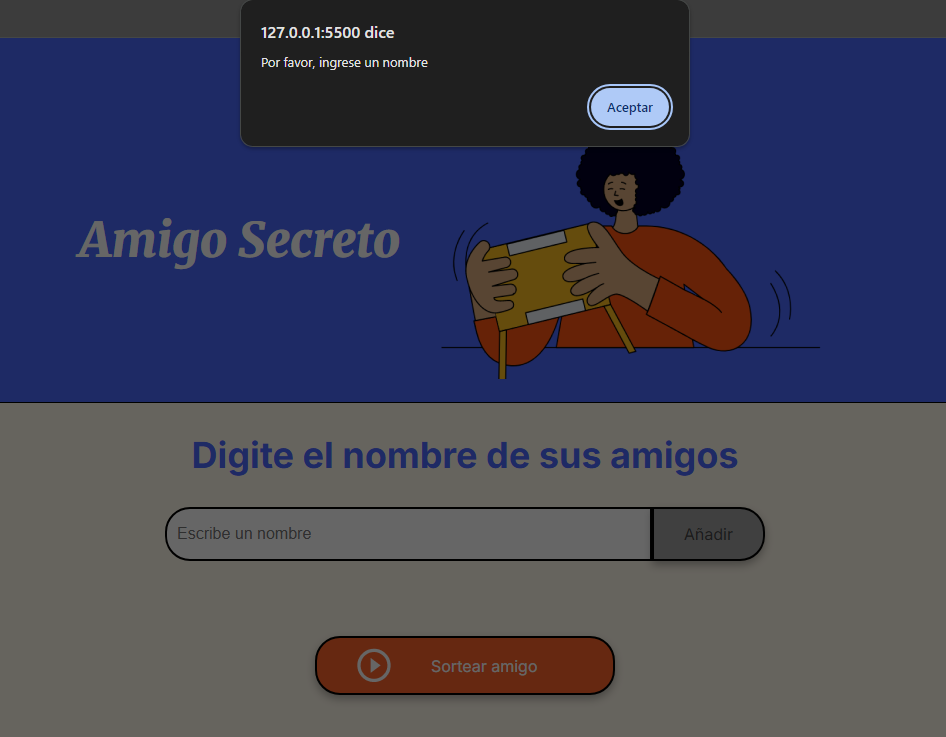 127.0.0.1:5500 dice
Por favor, ingrese un nombre
Aceptar
Amigo Secreto
Digite el nombre de sus amigos
Escribe un nombre
Añadir
Sortear amigo